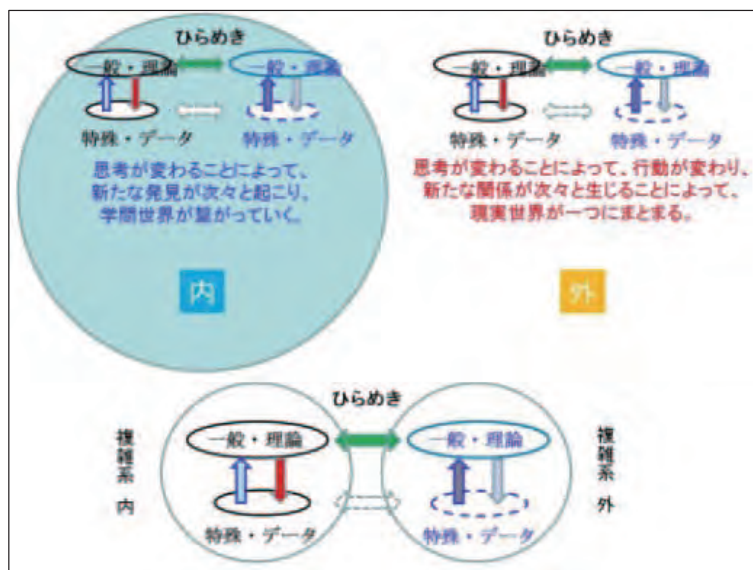 ひらめき
一般・理論
特殊・データ
特殊・データ
思考が変わることによって、
新たな発見が次々と起こり、
学問世界が繋がっていく。
内
ひらめき
一般・理論
一般・理論
特殊・データ
特殊・データ
思考が変わることによって、行動が変わり、
新たな関係が次々と生じることによって、
現実世界が一つにまとまる。
外
ひらめき
複雑系 内
一般・理論
特殊・データ
一般・理論
特殊・データ
複雑系 外